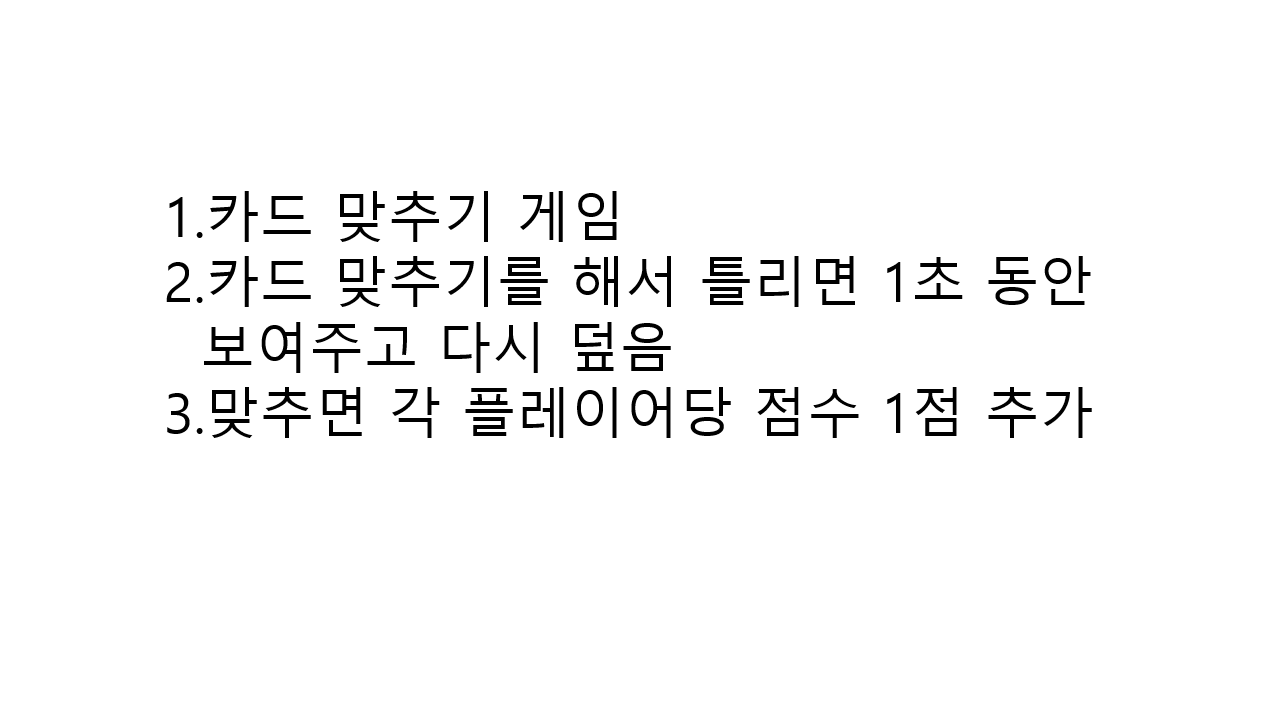 1.카드 맞추기 게임
2.카드 맞추기를 해서 틀리면 1초 동안
보여주고 다시 덮음
3.맞추면 각 플레이어당 점수 1점 추가